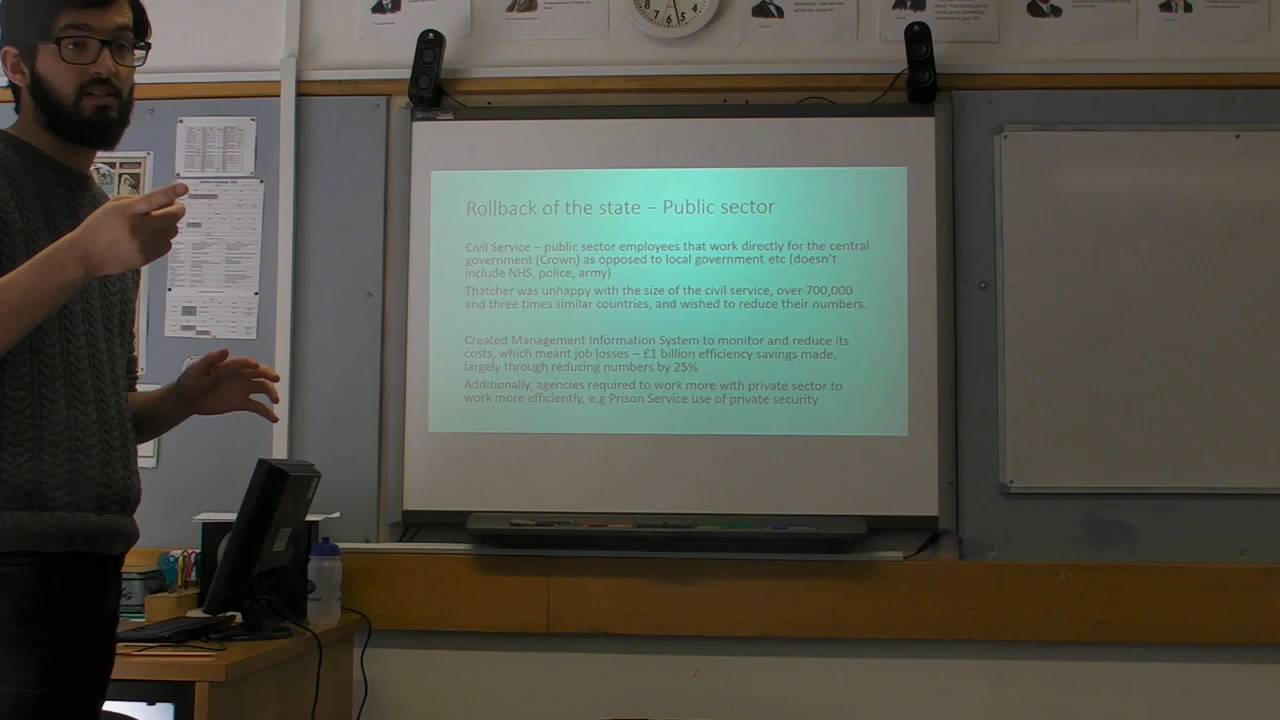 Rollback of the state – Public sector
Civil Service – public sector employees that work directly for the central
government (Crown) as opposed to local government etc (doesn't
include NHS, police, army)
Thatcher was unhappy with the size of the civil service, over 700,000
and three times similar countries, and wished to reduce their numbers.
Created Management Information System to monitor and reduce its
costs, which meant job losses – £1 billion efficiency savings made,
largely through reducing numbers by 25%
Additionally, agencies required to work more with private sector to
work more efficiently, e.g Prison Service use of private security